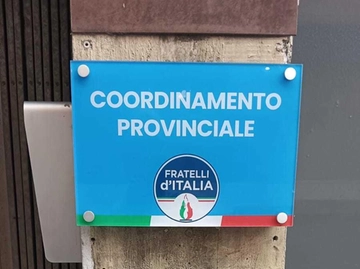 COORDINAMENTO
PROVINCIALE
FRATELLI
d'ITALIA